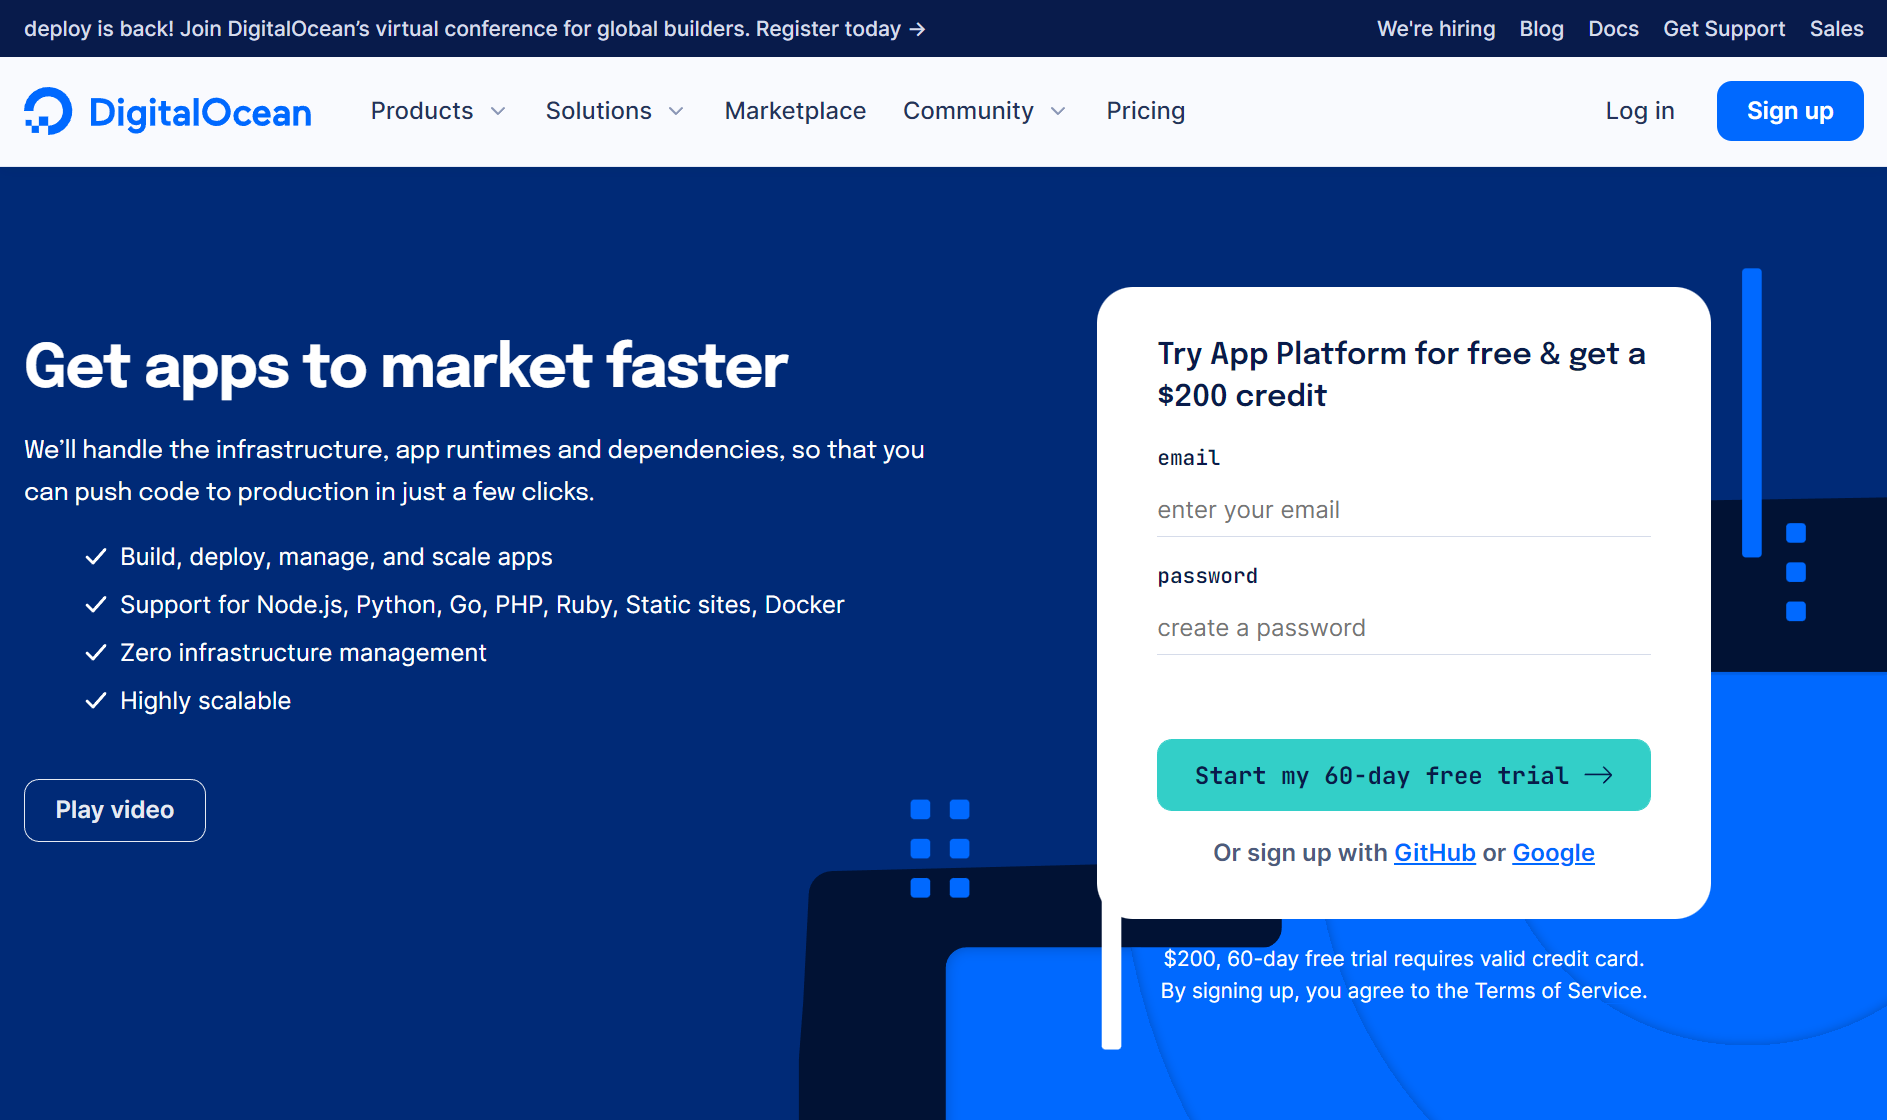 deploy is back! Join DigitalOcean’s virtual conference for global builders. Register today →
We're hiring Blog Docs Get Support Sales
DigitalOcean Products Solutions Marketplace Community Pricing Log in Sign up
Get apps to market faster
We’ll handle the infrastructure, app runtimes and dependencies, so that you
can push code to production in just a few clicks.
Build, deploy, manage, and scale apps
Support for Node.js, Python, Go, PHP, Ruby, Static sites, Docker
Zero infrastructure management
Highly scalable
Play video
Try App Platform for free & get a
$200 credit
email
enter your email
password
create a password
Start my 60-day free trial →
Or sign up with GitHub or Google
$200, 60-day free trial requires valid credit card.
By signing up, you agree to the Terms of Service.